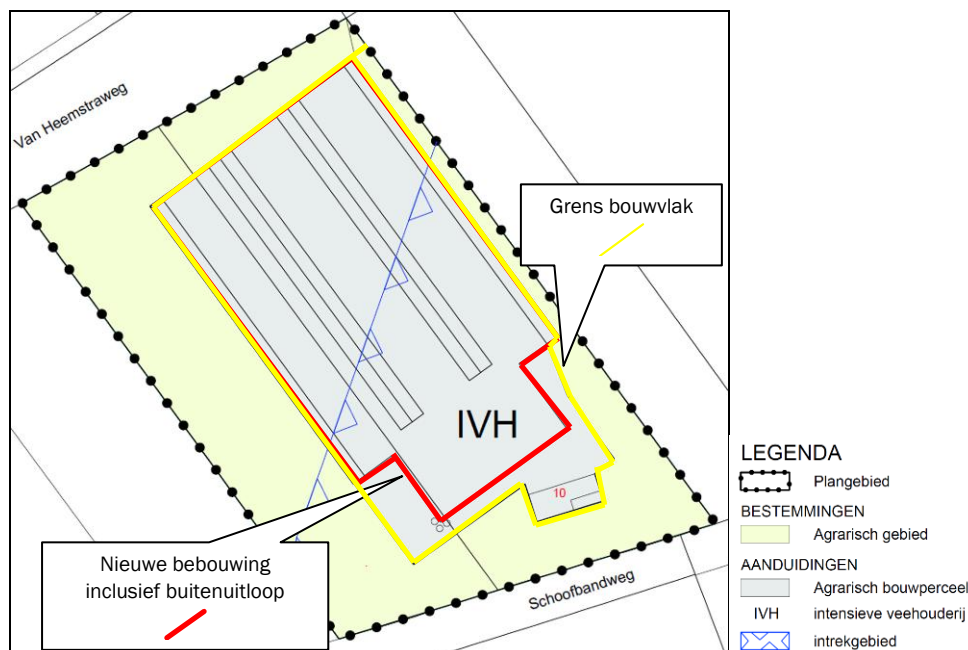 Van Heemstraweg
Grens bouwvlak
IVH
10
Nieuwe bebouwing
inclusief buitenuitloop
Schoofbandweg
LEGENDA
Plangebied
BESTEMMINGEN
Agrarisch gebied
AANDUIDINGEN
Agrarisch bouwperceel
IVH intensieve veehouderij
intrekgebied